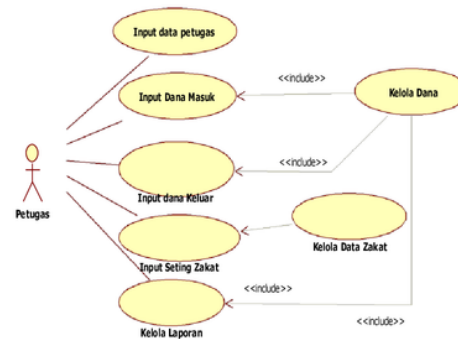 Input data petugas
<<include>>
Input Dana Masuk
Kelola Dana
<<include>>
Petugas
Input dana Keluar
Kelola Data Zakat
Input Seting Zakat
<<include>>
<<include>>
Kelola Laporan